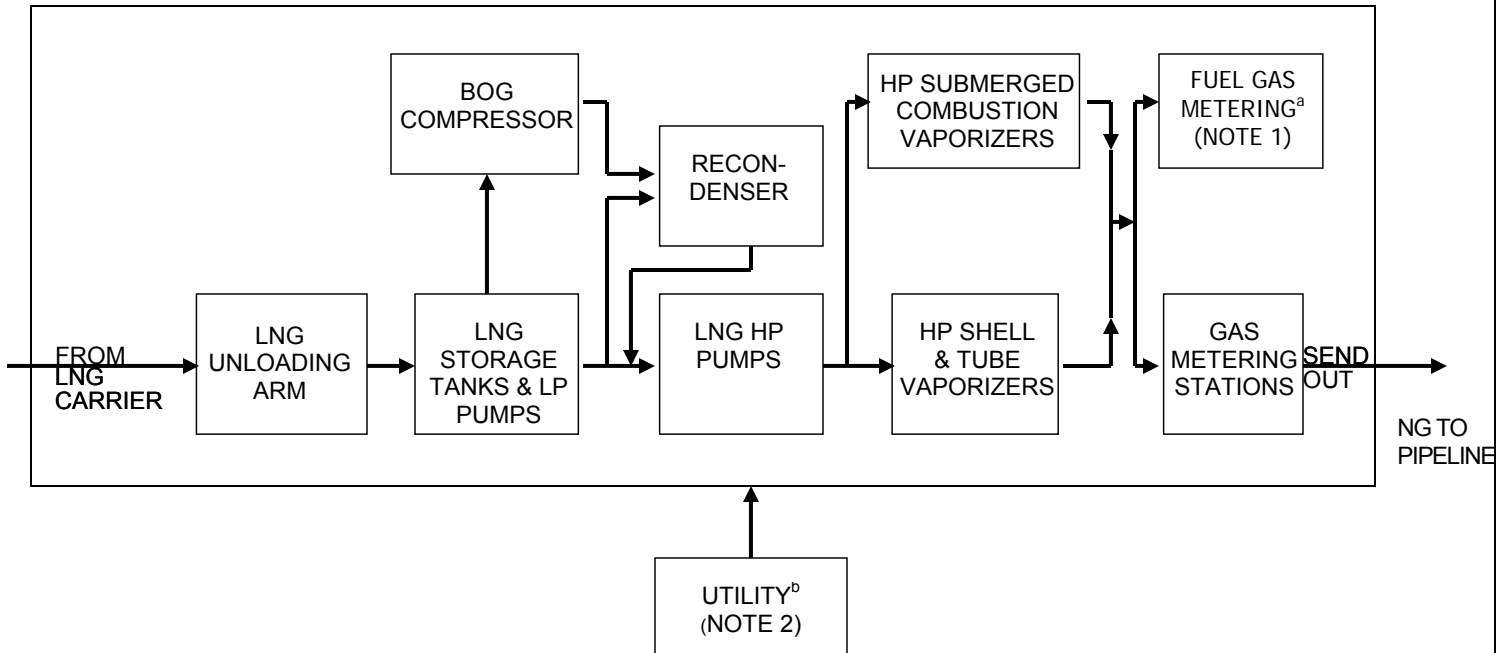 BOG
COMPRESSOR
HP SUBMERGED
COMBUSTION
VAPORIZERS
FUEL GAS
METERINGᵃ
(NOTE 1)
RECON-
DENSER
FROM
LNG
CARRIER
LNG
UNLOADING
ARM
LNG
STORAGE
TANKS & LP
PUMPS
LNG HP
PUMPS
HP SHELL
& TUBE
VAPORIZERS
GAS
METERING
STATIONS
SEND
OUT
NG TO
PIPELINE
UTILITYᵇ
(NOTE 2)